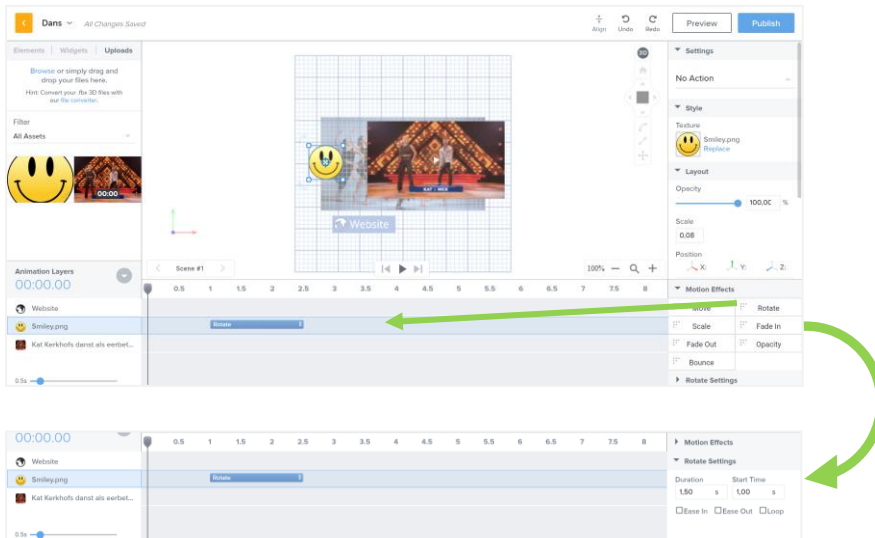 Dans All Changes Saved Align Undo Redo Preview Publish
Elements Widgets Uploads
Browse or simply drag and
drop your files here.
Hint: Convert your .fbx 3D files with
our file converter.
Filter
All Assets
00:00
3D
KAT & NICK
Website
Scene #1
100%
Settings
No Action
Style
Texture
Smiley.png
Replace
Layout
Opacity
100,00 %
Scale
0,08
Position
X: Y: Z:
Animation Layers
00:00.00
0.5 1 1.5 2 2.5 3 3.5 4 4.5 5 5.5 6 6.5 7 7.5 8
Website
Smiley.png
Rotate
Kat Kerkhofs danst als eerbet...
0.5s
Motion Effects
Move Rotate
Scale Fade In
Fade Out Opacity
Bounce
Rotate Settings
00:00.00
0.5 1 1.5 2 2.5 3 3.5 4 4.5 5 5.5 6 6.5 7 7.5 8
Website
Smiley.png
Rotate
Kat Kerkhofs danst als eerbet...
0.5s
Motion Effects
Rotate Settings
Duration Start Time
1,50 s 1,00 s
Ease In Ease Out Loop